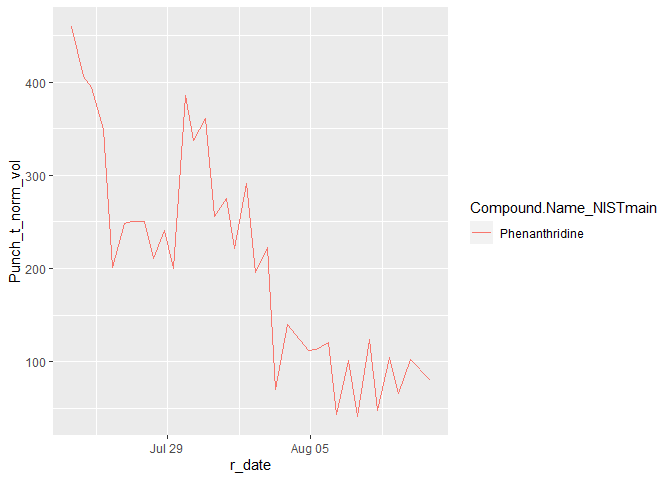 400
300
200
100
Punch_t_norm_vol
Jul 29
Aug 05
r_date
Compound.Name_NISTmain
Phenanthridine